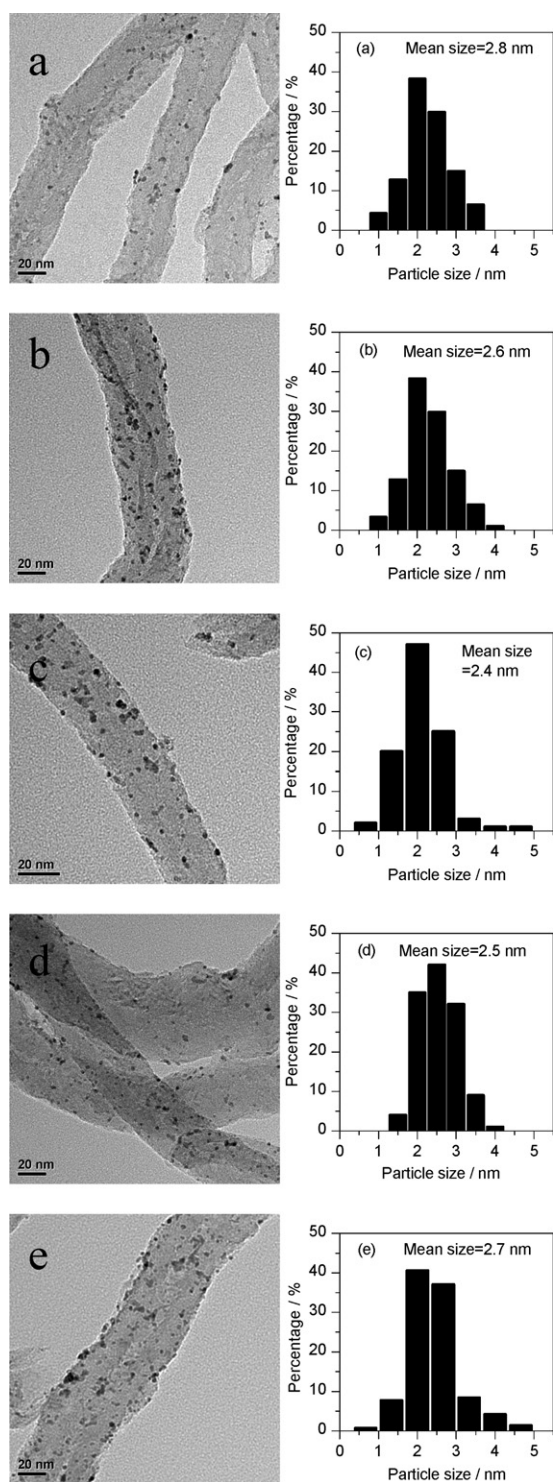 a
20 nm
(a) Mean size=2.8 nm
Percentage / %
50
40
30
20
10
0
0 1 2 3 4 5
Particle size / nm
b
20 nm
(b) Mean size=2.6 nm
Percentage / %
50
40
30
20
10
0
0 1 2 3 4 5
Particle size / nm
c
20 nm
(c) Mean size
=2.4 nm
Percentage / %
50
40
30
20
10
0
0 1 2 3 4 5
Particle size / nm
d
20 nm
(d) Mean size=2.5 nm
Percentage / %
50
40
30
20
10
0
0 1 2 3 4 5
Particle size / nm
e
20 nm
(e) Mean size=2.7 nm
Percentage / %
50
40
30
20
10
0
0 1 2 3 4 5
Particle size / nm